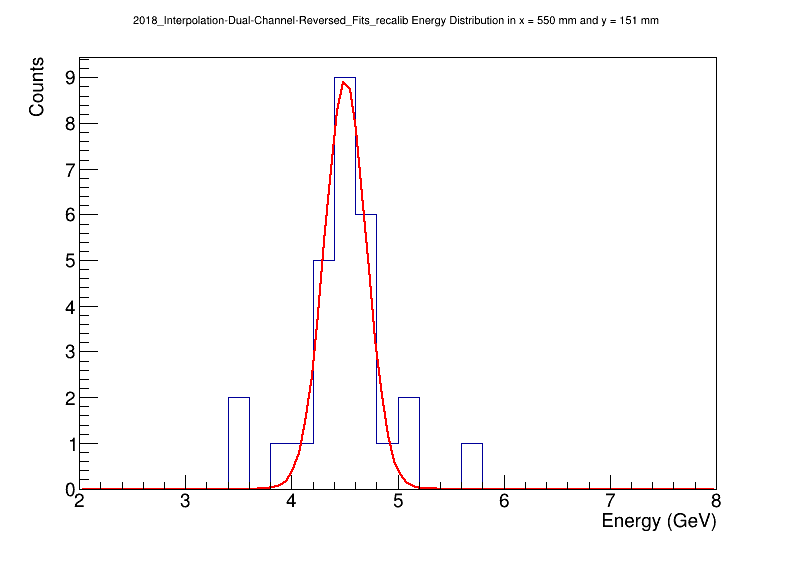 2018_Interpolation-Dual-Channel-Reversed_Fits_recalib Energy Distribution in x = 550 mm and y = 151 mm
Counts
9
8
7
6
5
4
3
2
1
0
2 3 4 5 6 7 8
Energy (GeV)